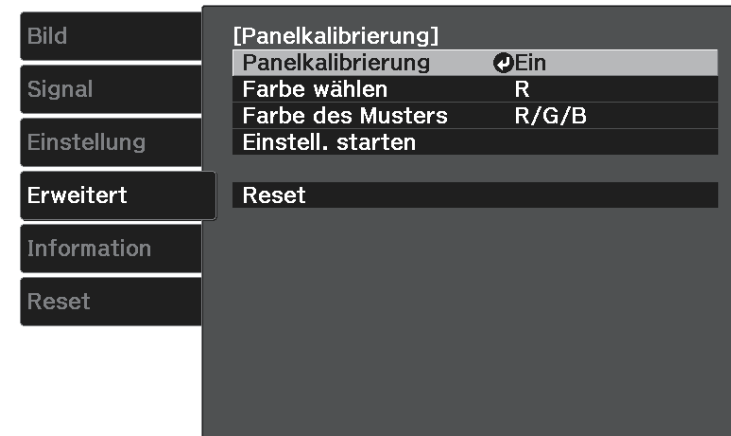 Bild
Signal
Einstellung
Erweitert
Information
Reset
[Panelkalibrierung]
Panelkalibrierung Ein
Farbe wählen R
Farbe des Musters R/G/B
Einstell. starten
Reset